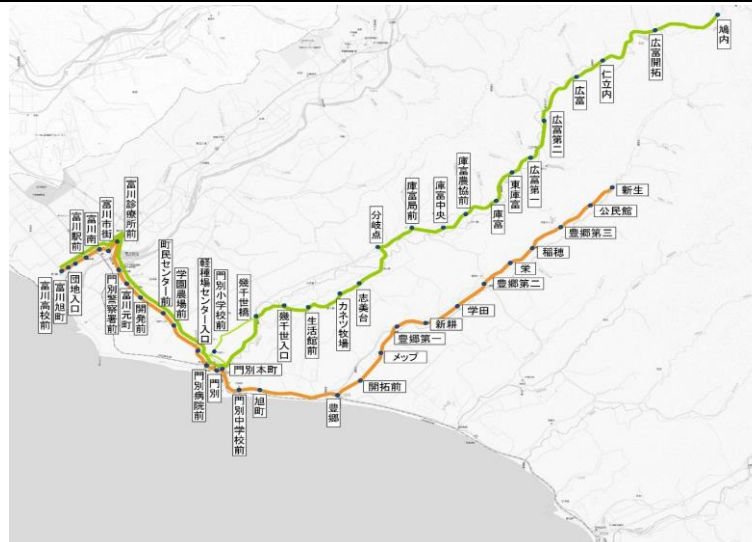 鳩内
広富開拓
仁立内
広富
広富第二
広富第一
東庫富
庫富
庫富農協前
庫富中央
庫富局前
分岐点
志美台
カネツ牧場
生活館前
幾千世入口
幾千世橋
門別小学校前
軽種場センター入口
学園農場前
町民センター前
富川診療所前
富川市街
富川南
富川駅前
富川高校前
富川旭町
団地入口
門別警察署前
富川元町
開発前
門別病院前
門別
門別本町
門別中学校前
旭町
豊郷
開拓前
メップ
豊郷第一
新耕
学田
豊郷第二
栄
稲穂
豊郷第三
公民館
新生